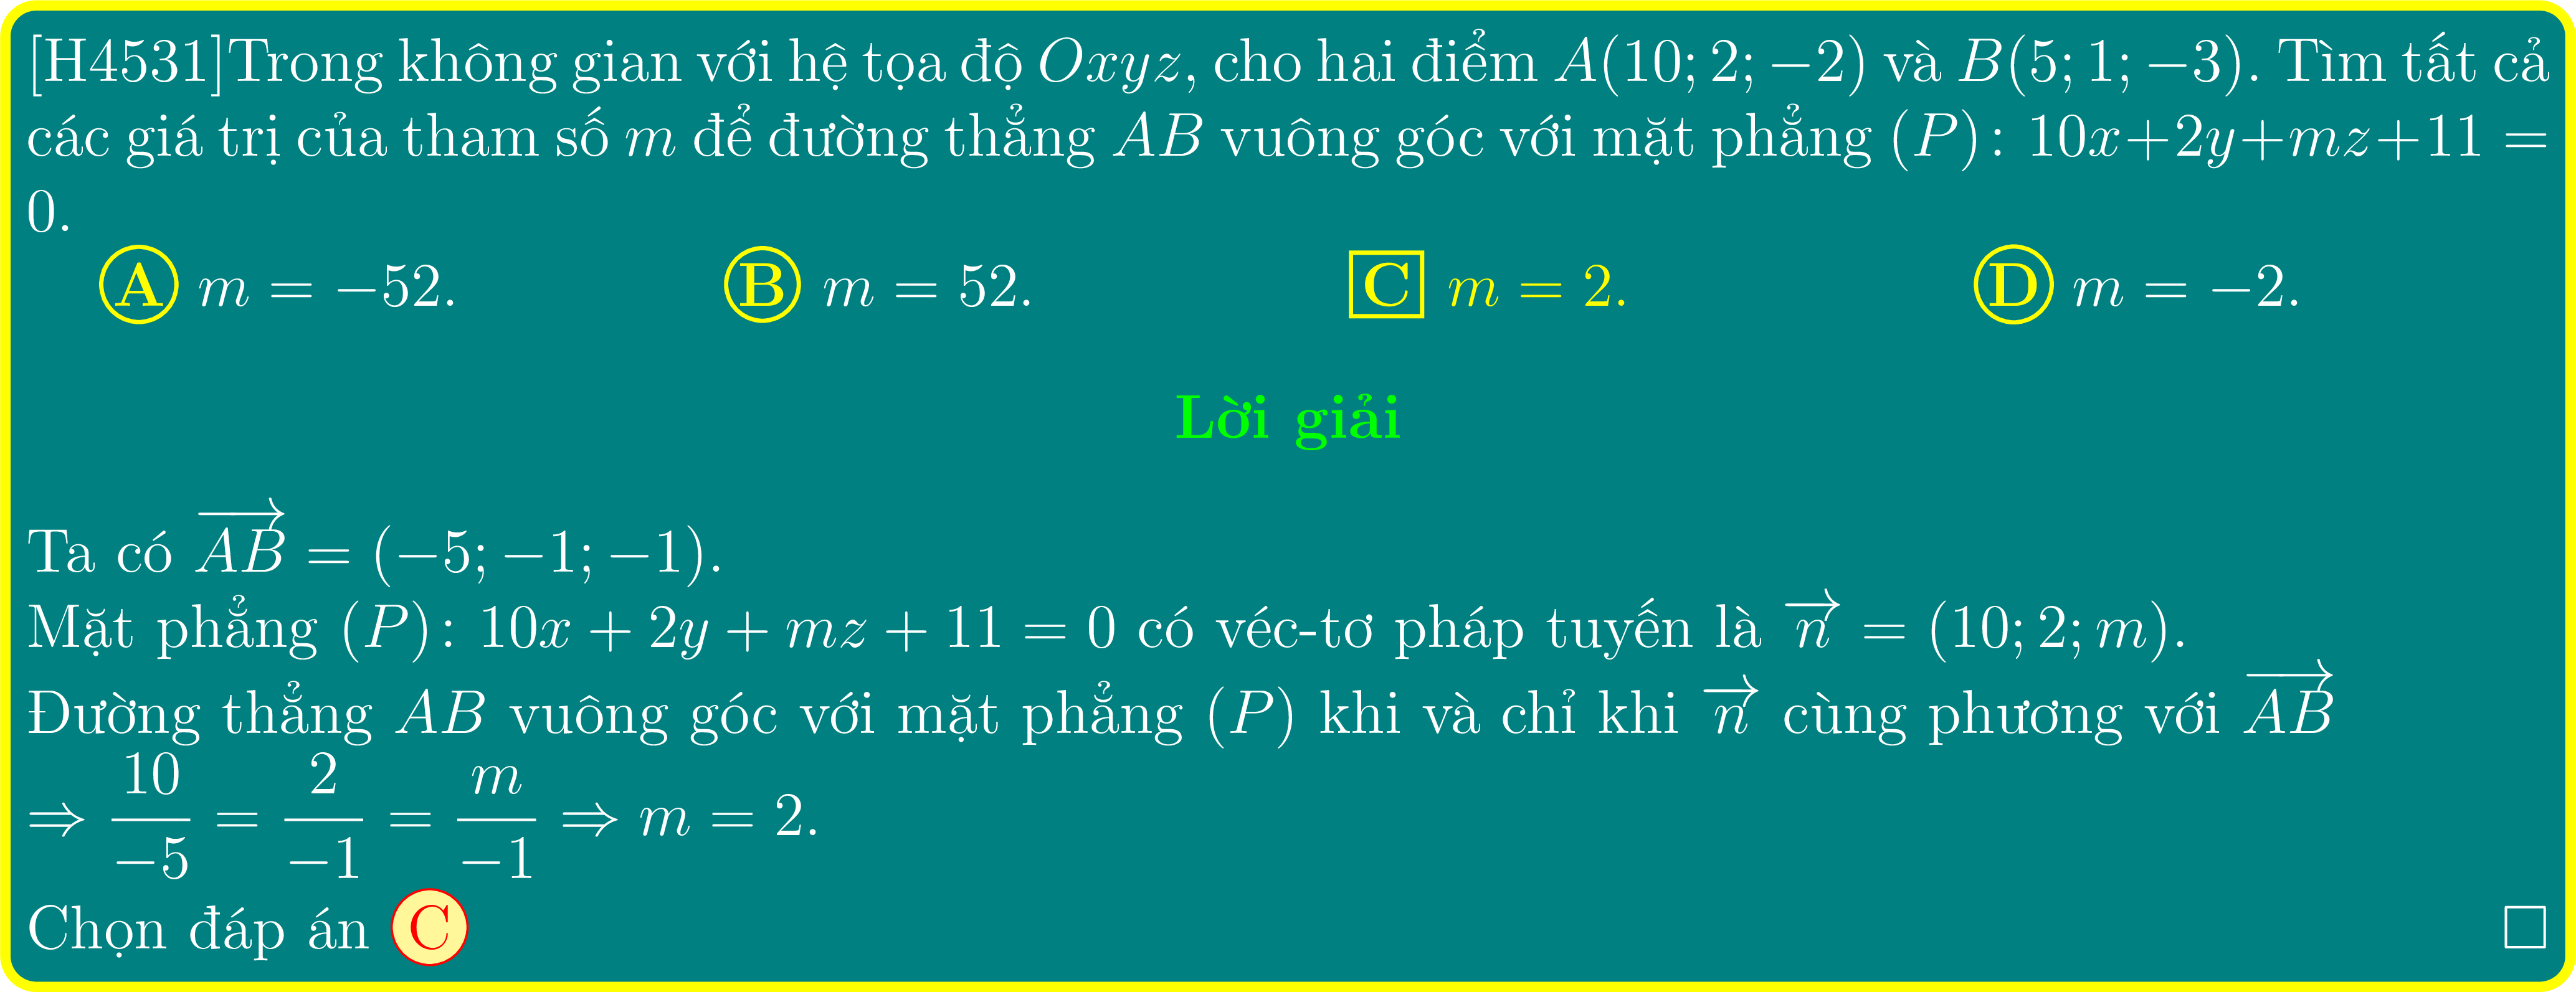 [H4531]Trong không gian với hệ tọa độ Oxyz, cho hai điểm A(10; 2; −2) và B(5; 1; −3). Tìm tất cả
các giá trị của tham số m để đường thẳng AB vuông góc với mặt phẳng (P): 10x+2y+mz+11 =
0.
A m = −52. B m = 52. C m = 2. D m = −2.
Lời giải
Ta có $\overrightarrow{AB}$ = (−5; −1; −1).
Mặt phẳng (P): 10x + 2y + mz + 11 = 0 có véc-tơ pháp tuyến là $\overrightarrow{n}$ = (10; 2; m).
Đường thẳng AB vuông góc với mặt phẳng (P) khi và chỉ khi $\overrightarrow{n}$ cùng phương với $\overrightarrow{AB}$
⇒ $\frac{10}{-5} = \frac{2}{-1} = \frac{m}{-1}$ ⇒ m = 2.
Chọn đáp án C □